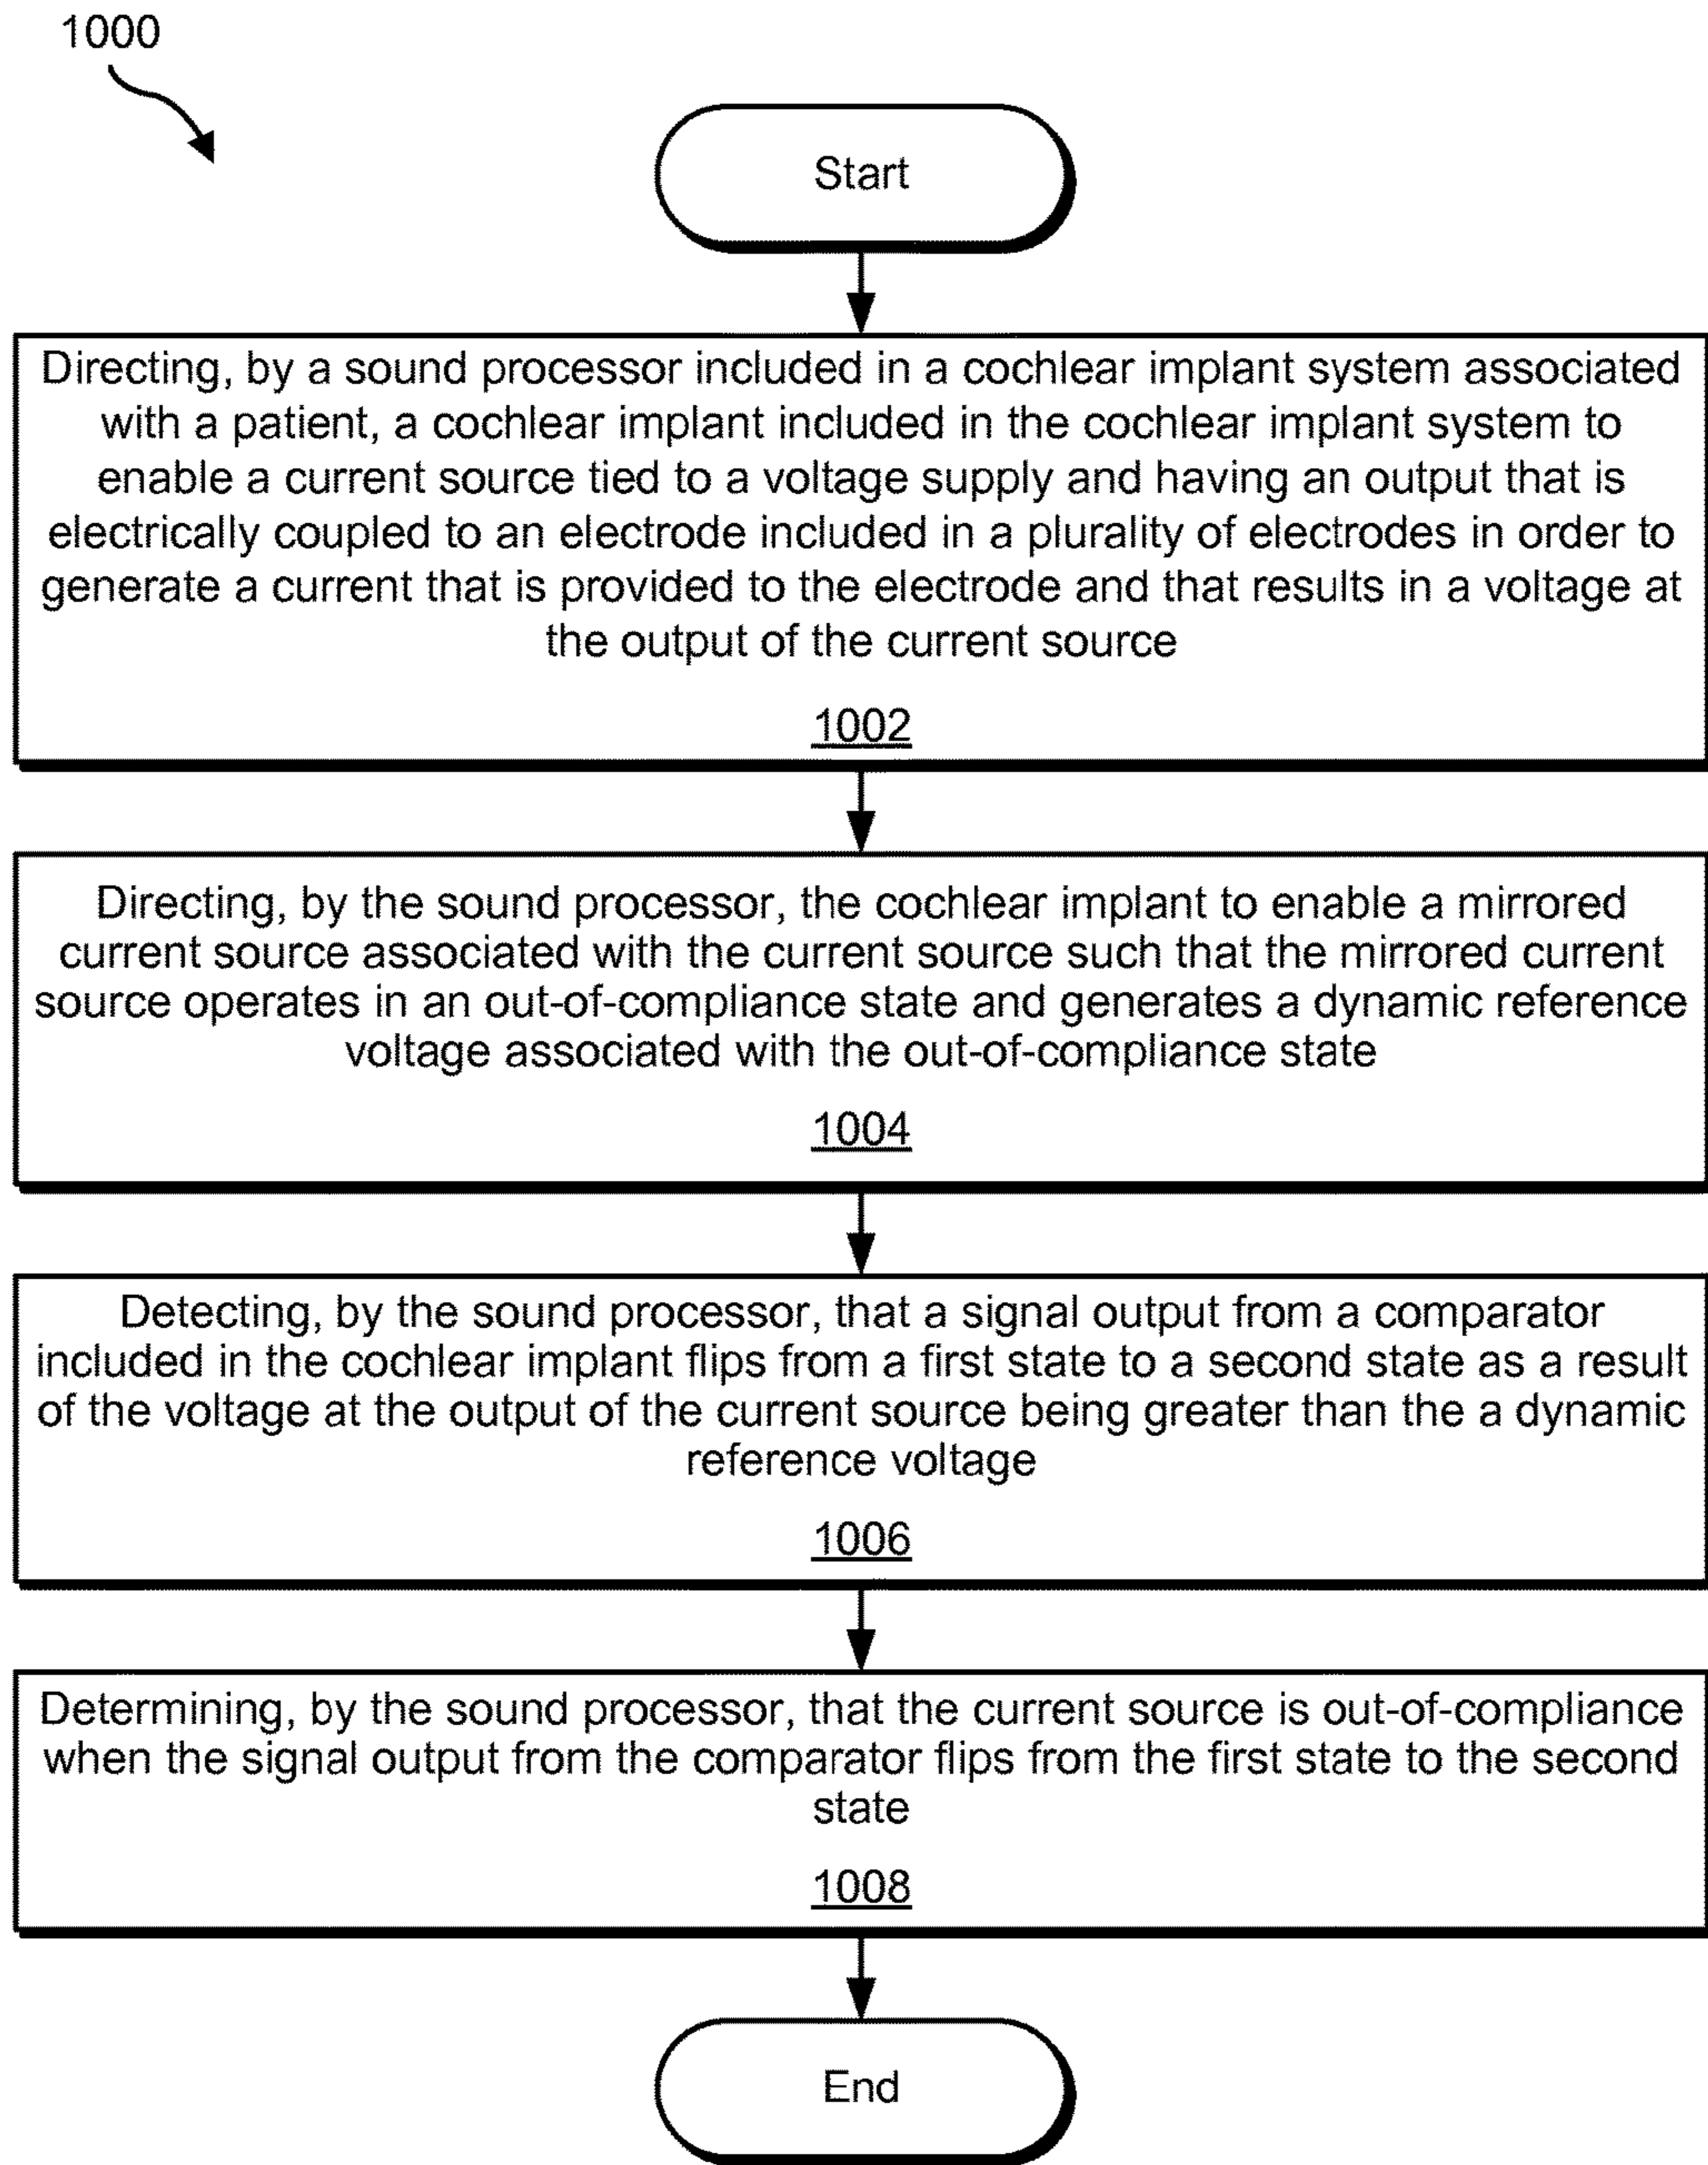 1000
Start
Directing, by a sound processor included in a cochlear implant system associated
with a patient, a cochlear implant included in the cochlear implant system to
enable a current source tied to a voltage supply and having an output that is
electrically coupled to an electrode included in a plurality of electrodes in order to
generate a current that is provided to the electrode and that results in a voltage at
the output of the current source
1002
Directing, by the sound processor, the cochlear implant to enable a mirrored
current source associated with the current source such that the mirrored current
source operates in an out-of-compliance state and generates a dynamic reference
voltage associated with the out-of-compliance state
1004
Detecting, by the sound processor, that a signal output from a comparator
included in the cochlear implant flips from a first state to a second state as a result
of the voltage at the output of the current source being greater than the a dynamic
reference voltage
1006
Determining, by the sound processor, that the current source is out-of-compliance
when the signal output from the comparator flips from the first state to the second
state
1008
End